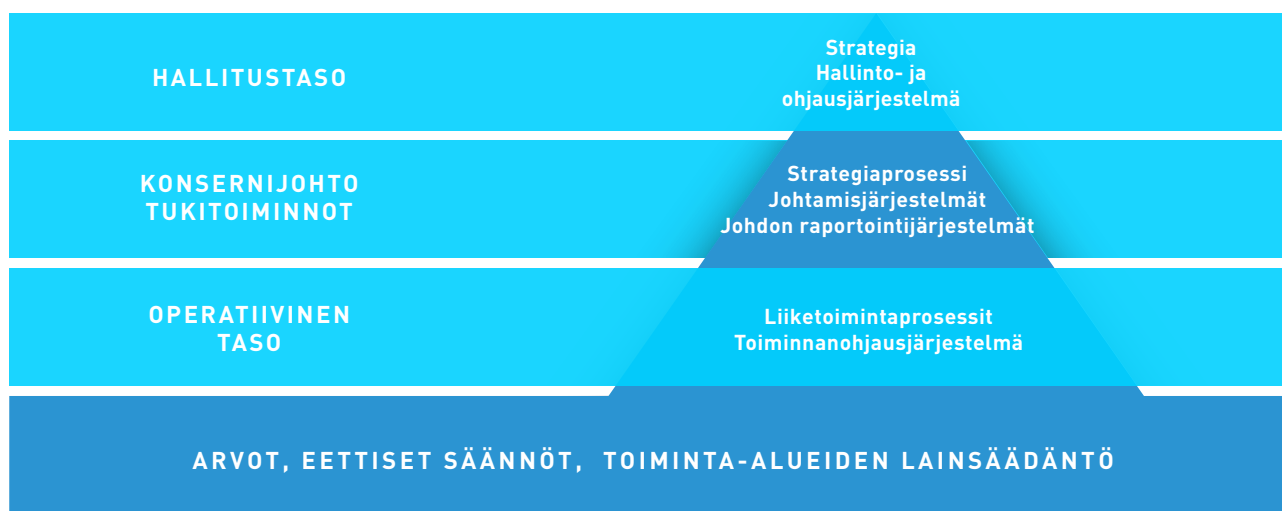 HALLITUSTASO
Strategia
Hallinto- ja
ohjausjärjestelmä
KONSERNIJOHTO
TUKITOIMINNOT
Strategiaprosessi
Johtamisjärjestelmät
Johdon raportointijärjestelmät
OPERATIIVINEN
TASO
Liiketoimintaprosessit
Toiminnanohjausjärjestelmä
ARVOT, EETTISET SÄÄNNÖT, TOIMINTA-ALUEIDEN LAINSÄÄDÄNTÖ